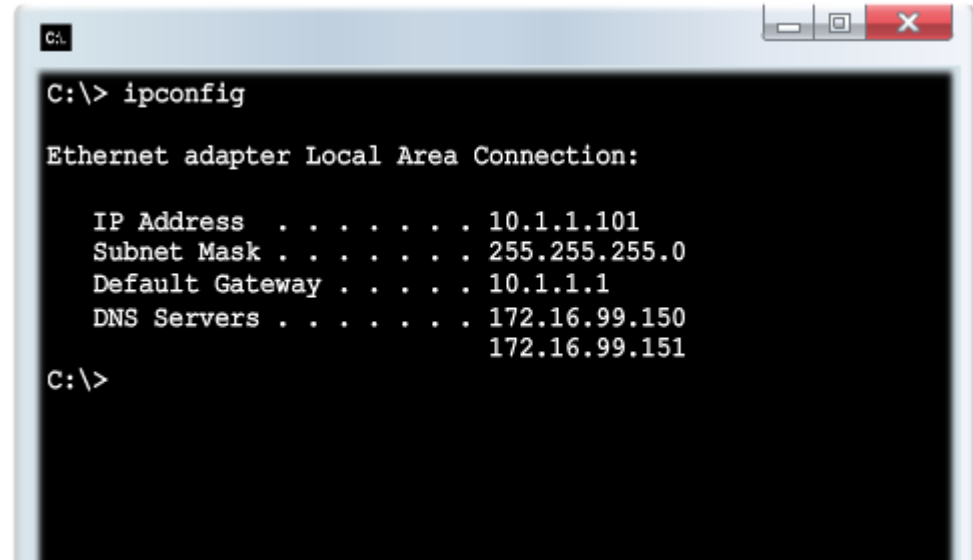 C:\.
C:\> ipconfig
Ethernet adapter Local Area Connection:
IP Address . . . . . . . 10.1.1.101
Subnet Mask . . . . . . . 255.255.255.0
Default Gateway . . . . . 10.1.1.1
DNS Servers . . . . . . . 172.16.99.150
172.16.99.151
C:\>